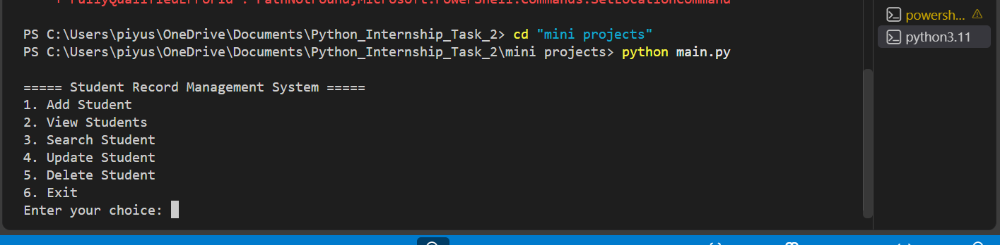 + FullyQualifiedErrorId : PathNotFound,Microsoft.PowerShell.Commands.SetLocationCommand
PS C:\Users\piyus\OneDrive\Documents\Python_Internship_Task_2> cd "mini projects"
PS C:\Users\piyus\OneDrive\Documents\Python_Internship_Task_2\mini projects> python main.py
===== Student Record Management System =====
1. Add Student
2. View Students
3. Search Student
4. Update Student
5. Delete Student
6. Exit
Enter your choice:
powersh...
python3.11